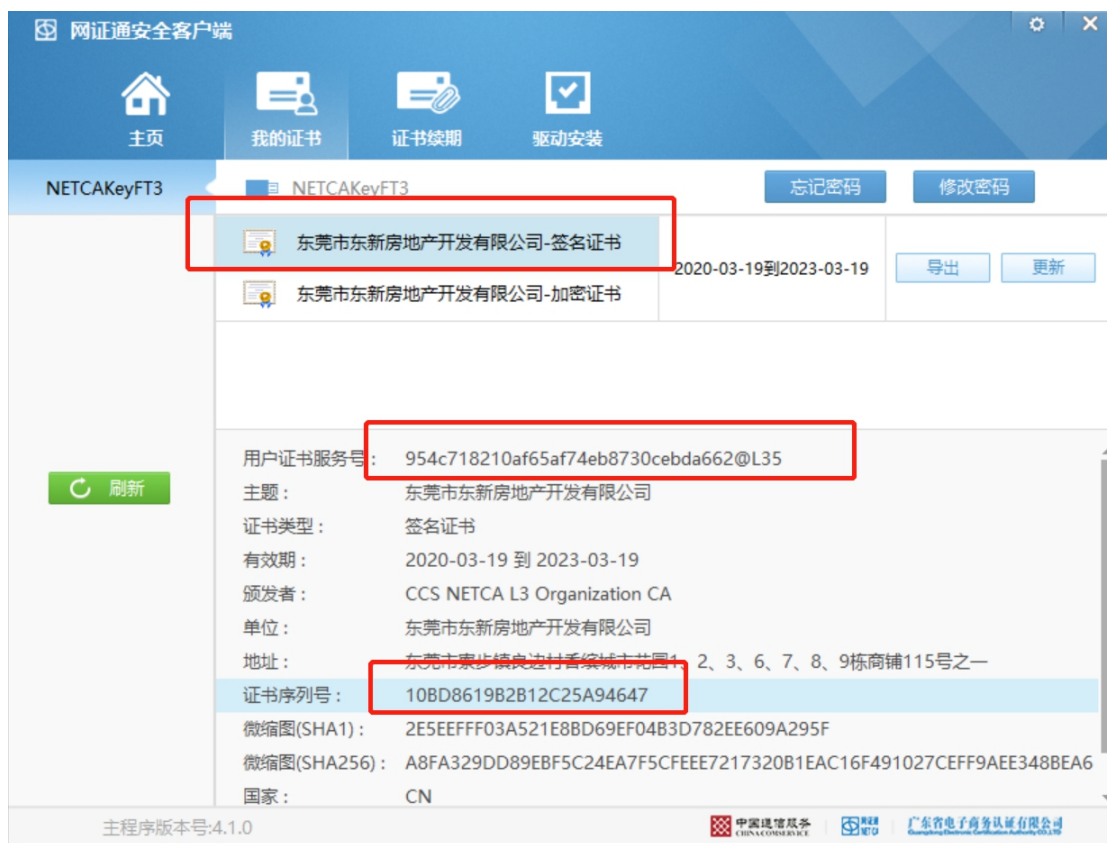 网证通安全客户端
主页 我的证书 证书续期 驱动安装
NETCAKeyFT3 NETCAKeyFT3 忘记密码 修改密码
东莞市东新房地产开发有限公司-签名证书
2020-03-19到2023-03-19 导出 更新
东莞市东新房地产开发有限公司-加密证书
用户证书服务号: 954c718210af65af74eb8730cebda662@L35
刷新
主题: 东莞市东新房地产开发有限公司
证书类型: 签名证书
有效期: 2020-03-19 到 2023-03-19
颁发者: CCS NETCA L3 Organization CA
单位: 东莞市东新房地产开发有限公司
地址: 东莞市寮步镇良边村香缤城市花园1、2、3、6、7、8、9栋商铺115号之一
证书序列号: 10BD8619B2B12C25A94647
微缩图(SHA1): 2E5EEFFF03A521E8BD69EF04B3D782EE609A295F
微缩图(SHA256): A8FA329DD89EBF5C24EA7F5CFEEE7217320B1EAC16F491027CEFF9AEE348BEA6
国家: CN
主程序版本号:4.1.0 中国通信服务 广东省电子商务认证有限公司
CHINA COMSERVICE